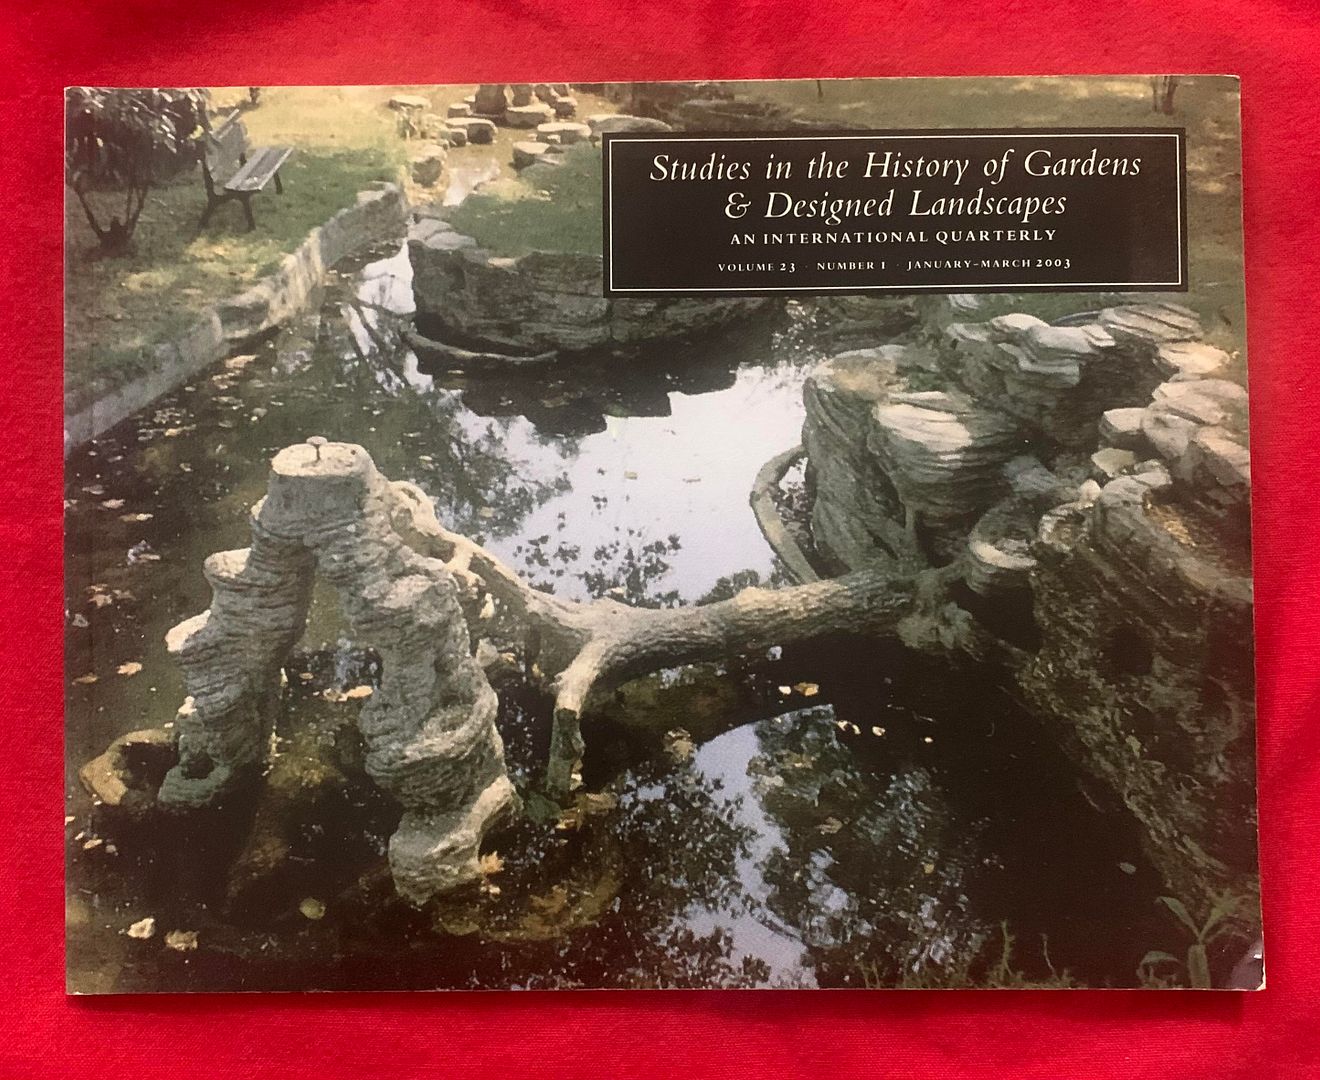 Studies in the History of Gardens
& Designed Landscapes
AN INTERNATIONAL QUARTERLY
VOLUME 23 · NUMBER 1 · JANUARY–MARCH 2003